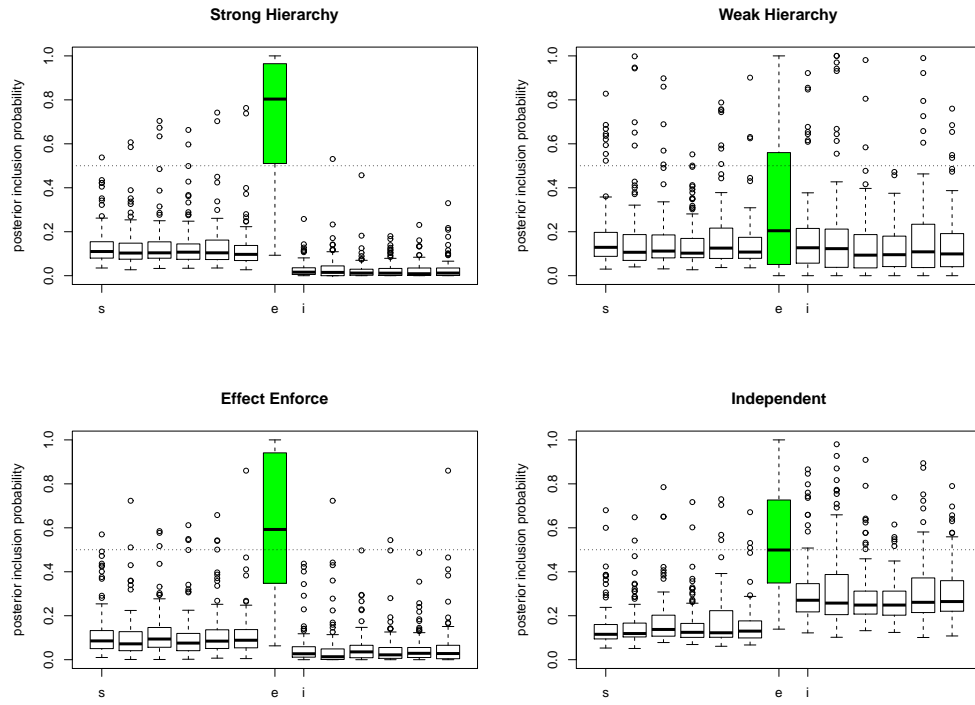 Strong Hierarchy
posterior inclusion probability
0.0 0.2 0.4 0.6 0.8 1.0
s e i
Weak Hierarchy
posterior inclusion probability
0.0 0.2 0.4 0.6 0.8 1.0
s e i
Effect Enforce
posterior inclusion probability
0.0 0.2 0.4 0.6 0.8 1.0
s e i
Independent
posterior inclusion probability
0.0 0.2 0.4 0.6 0.8 1.0
s e i